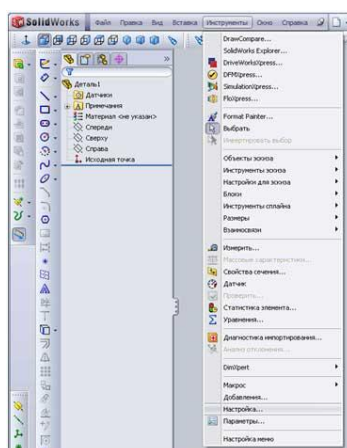 SolidWorks Файл Правка Вид Вставка Инструменты Окно Справка
Деталь1
Датчики
Примечания
Материал <не указан>
Спереди
Сверху
Справа
Исходная точка
DrawCompare...
SolidWorks Explorer...
DriveWorksXpress...
DFMXpress...
SimulationXpress...
FloXpress...
Format Painter...
Выбрать
Импортировать выбор
Объекты эскиза
Инструменты эскиза
Настройки для эскиза
Блоки
Инструменты сплайна
Размеры
Взаимосвязи
Измерить...
Массовые характеристики...
Свойства сечения...
Датчик
Проверить...
Статистика элемента...
Уравнения...
Диагностика импортирования...
Анализ отклонения...
DimXpert
Макрос
Добавления...
Настройка...
Параметры...
Настройка меню